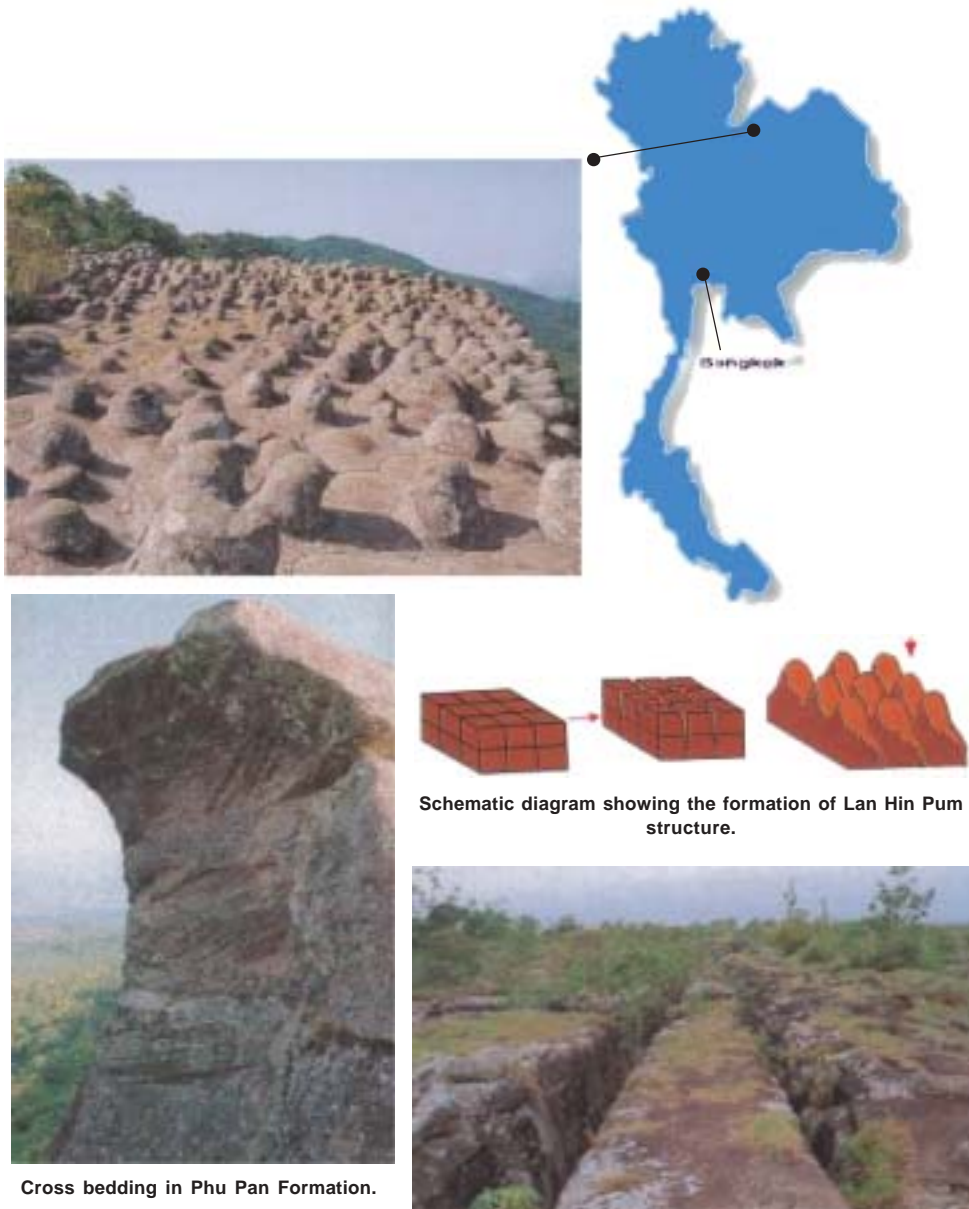 Bangkok
Schematic diagram showing the formation of Lan Hin Pum
structure.
Cross bedding in Phu Pan Formation.